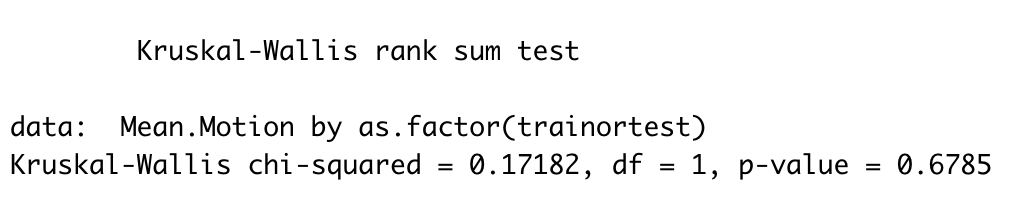 Kruskal-Wallis rank sum test
data:  Mean.Motion by as.factor(trainortest)
Kruskal-Wallis chi-squared = 0.17182, df = 1, p-value = 0.6785